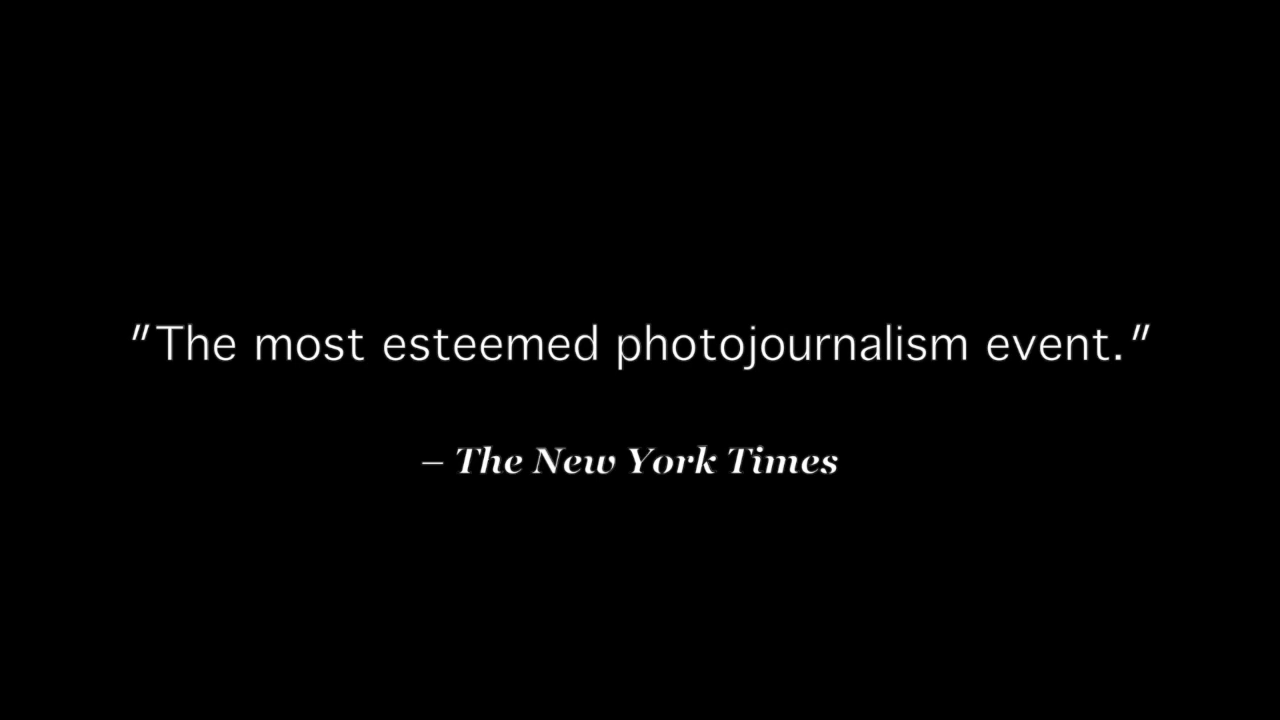 "The most esteemed photojournalism event."
– The New York Times